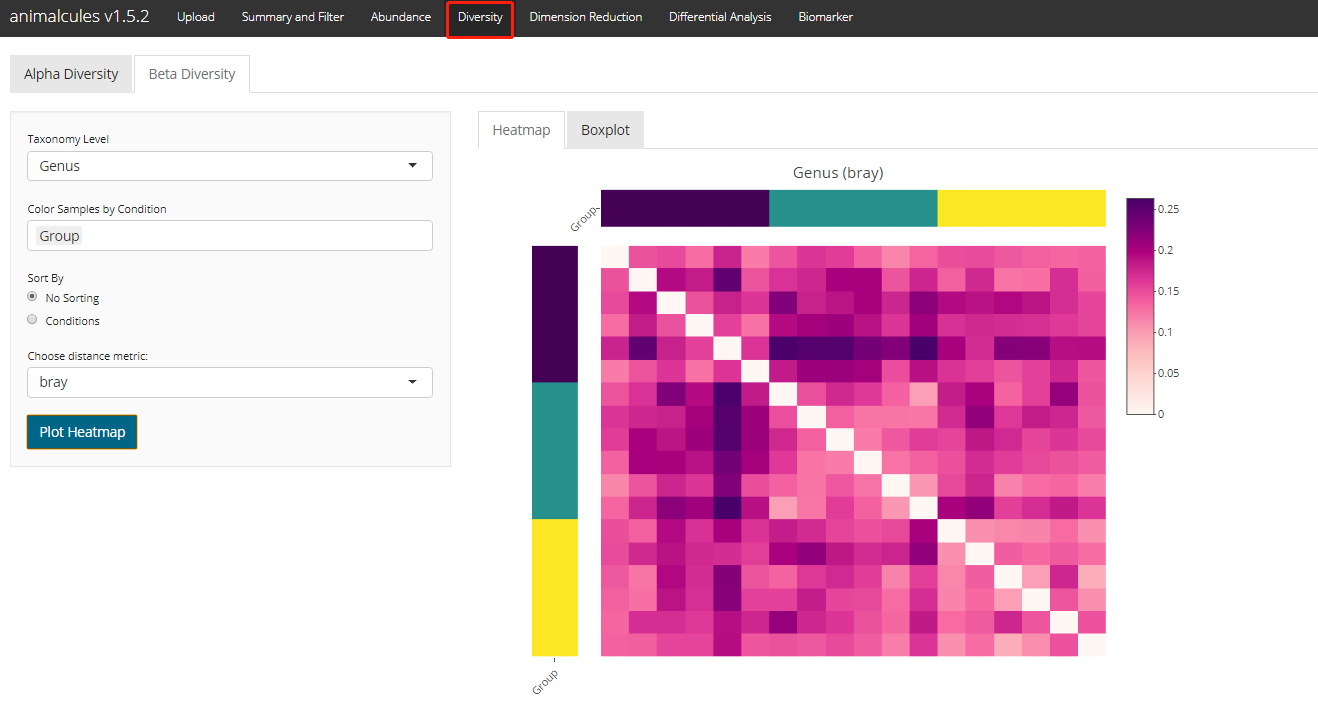 animalcules v1.5.2 Upload Summary and Filter Abundance Diversity Dimension Reduction Differential Analysis Biomarker
Alpha Diversity Beta Diversity
Taxonomy Level
Genus
Color Samples by Condition
Group
Sort By
No Sorting
Conditions
Choose distance metric:
bray
Plot Heatmap
Heatmap Boxplot
Genus (bray)
Group
0.25
0.2
0.15
0.1
0.05
0
Group